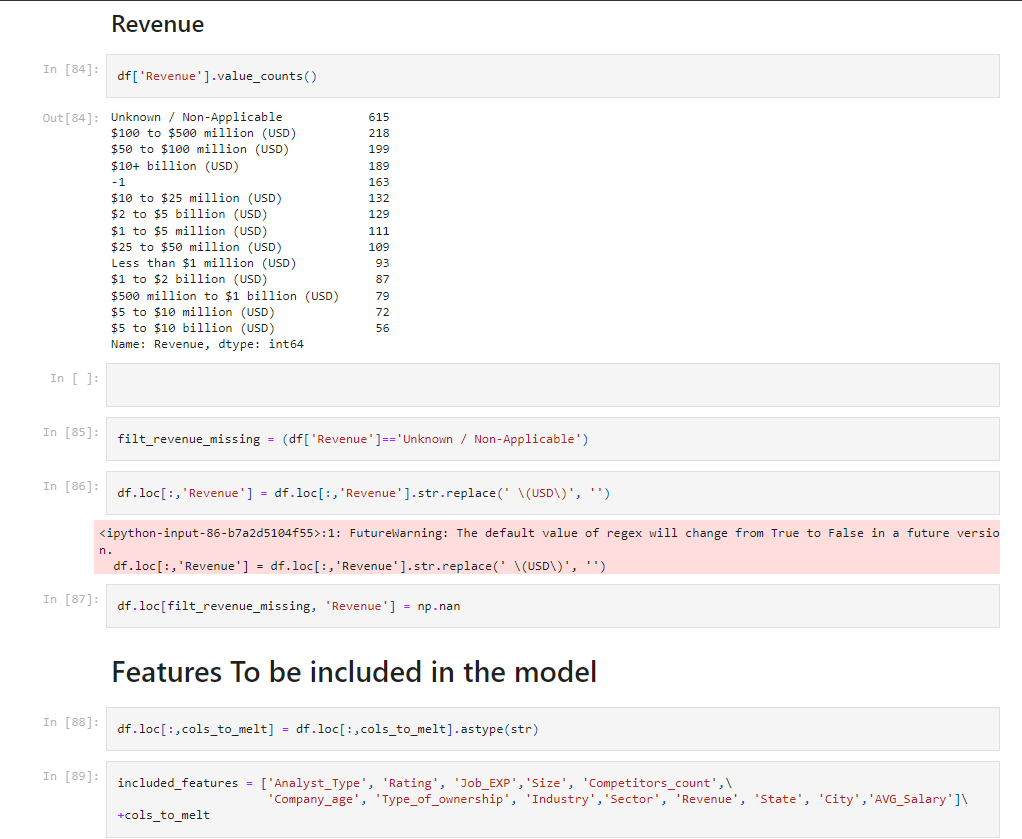 Revenue
In [84]: df['Revenue'].value_counts()
Out[84]: Unknown / Non-Applicable 615
$100 to $500 million (USD) 218
$50 to $100 million (USD) 199
$10+ billion (USD) 189
-1 163
$10 to $25 million (USD) 132
$2 to $5 billion (USD) 129
$1 to $5 million (USD) 111
$25 to $50 million (USD) 109
Less than $1 million (USD) 93
$1 to $2 billion (USD) 87
$500 million to $1 billion (USD) 79
$5 to $10 million (USD) 72
$5 to $10 billion (USD) 56
Name: Revenue, dtype: int64
In [ ]:
In [85]: filt_revenue_missing = (df['Revenue']=='Unknown / Non-Applicable')
In [86]: df.loc[:,'Revenue'] = df.loc[:,'Revenue'].str.replace(' \(USD\)', '')
<ipython-input-86-b7a2d5104f55>:1: FutureWarning: The default value of regex will change from True to False in a future versio
n.
df.loc[:,'Revenue'] = df.loc[:,'Revenue'].str.replace(' \(USD\)', '')
In [87]: df.loc[filt_revenue_missing, 'Revenue'] = np.nan
Features To be included in the model
In [88]: df.loc[:,cols_to_melt] = df.loc[:,cols_to_melt].astype(str)
In [89]: included_features = ['Analyst_Type', 'Rating', 'Job_EXP','Size', 'Competitors_count',\
'Company_age', 'Type_of_ownership', 'Industry','Sector', 'Revenue', 'State', 'City','AVG_Salary']\
+cols_to_melt